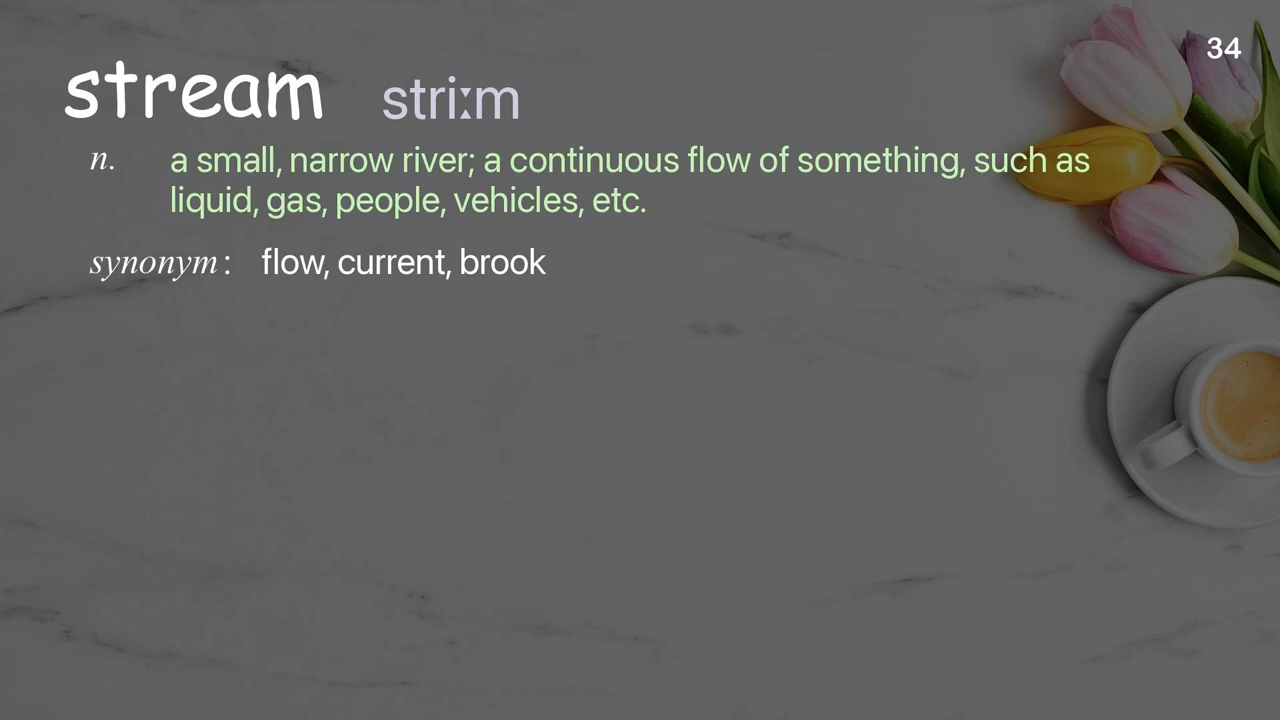 34
stream striːm
n. a small, narrow river; a continuous flow of something, such as
liquid, gas, people, vehicles, etc.
synonym : flow, current, brook